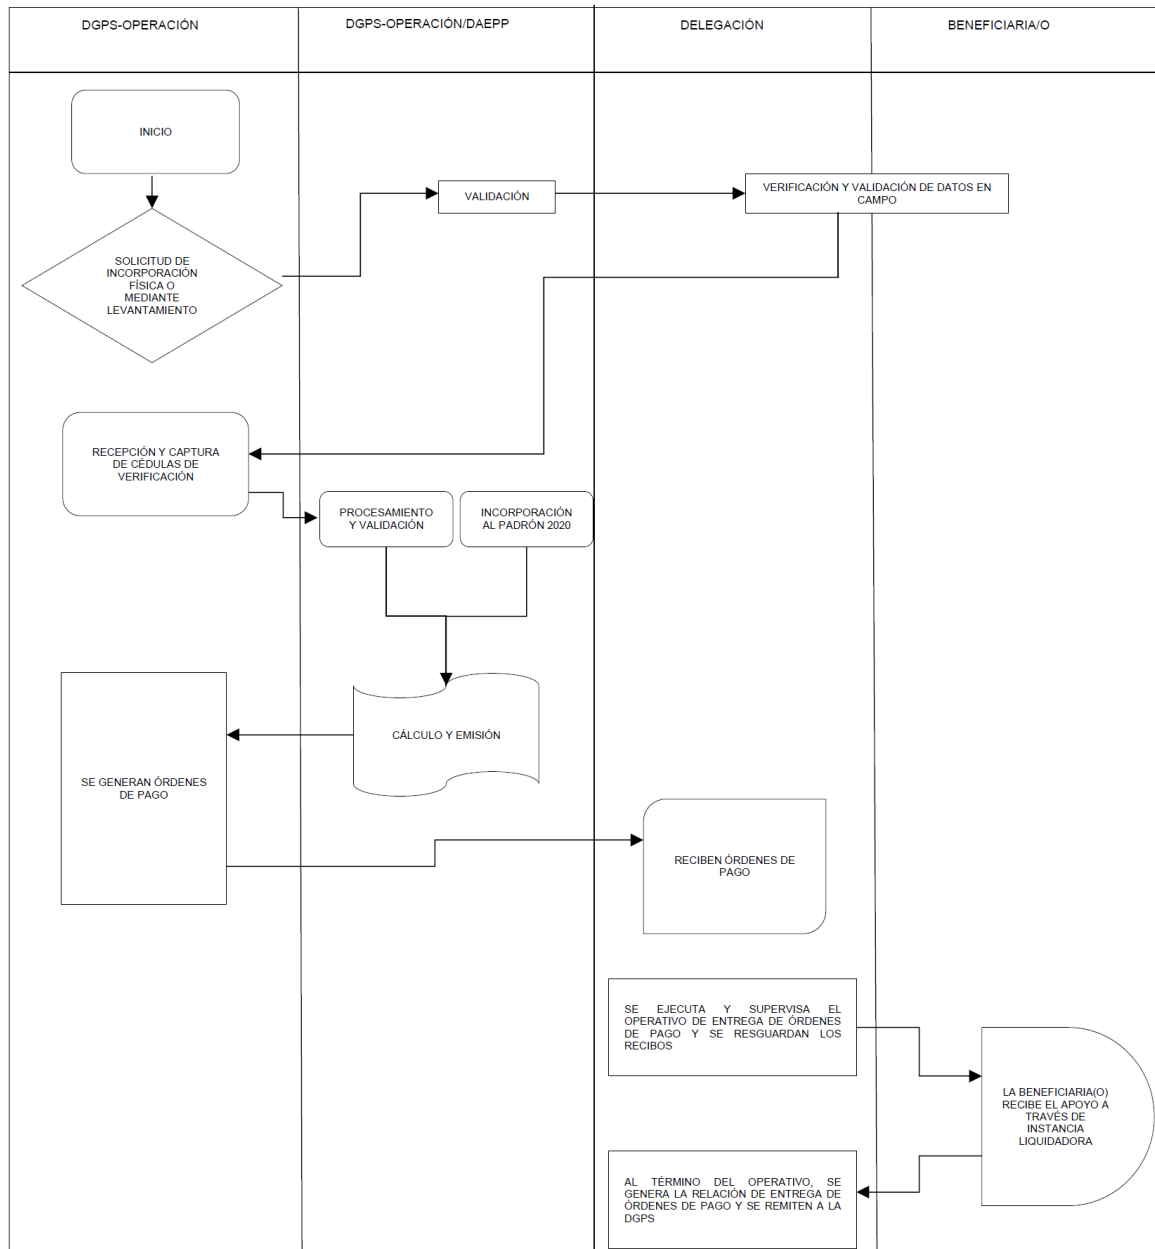 DGPS-OPERACIÓN
DGPS-OPERACIÓN/DAEPP
DELEGACIÓN
BENEFICIARIA/O
INICIO
VALIDACIÓN
VERIFICACIÓN Y VALIDACIÓN DE DATOS EN
CAMPO
SOLICITUD DE
INCORPORACIÓN
FÍSICA O
MEDIANTE
LEVANTAMIENTO
RECEPCIÓN Y CAPTURA
DE CÉDULAS DE
VERIFICACIÓN
PROCESAMIENTO
Y VALIDACIÓN
INCORPORACIÓN
AL PADRÓN 2020
CÁLCULO Y EMISIÓN
SE GENERAN ÓRDENES
DE PAGO
RECIBEN ÓRDENES DE
PAGO
SE EJECUTA Y SUPERVISA EL
OPERATIVO DE ENTREGA DE ÓRDENES
DE PAGO Y SE RESGUARDAN LOS
RECIBOS
LA BENEFICIARIA(O)
RECIBE EL APOYO A
TRAVÉS DE
INSTANCIA
LIQUIDADORA
AL TÉRMINO DEL OPERATIVO, SE
GENERA LA RELACIÓN DE ENTREGA DE
ÓRDENES DE PAGO Y SE REMITEN A LA
DGPS